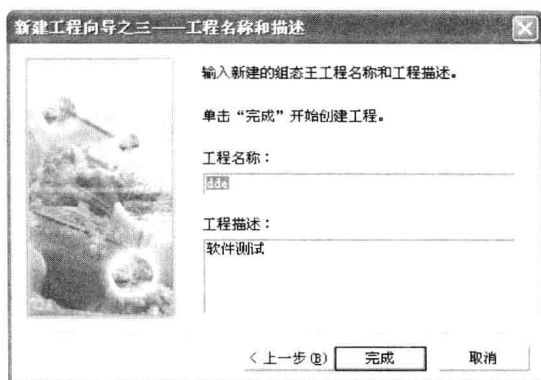 新建工程向导之三——工程名称和描述
输入新建的组态王工程名称和工程描述。
单击“完成”开始创建工程。
工程名称：
dde
工程描述：
软件测试
< 上一步(B)
完成
取消